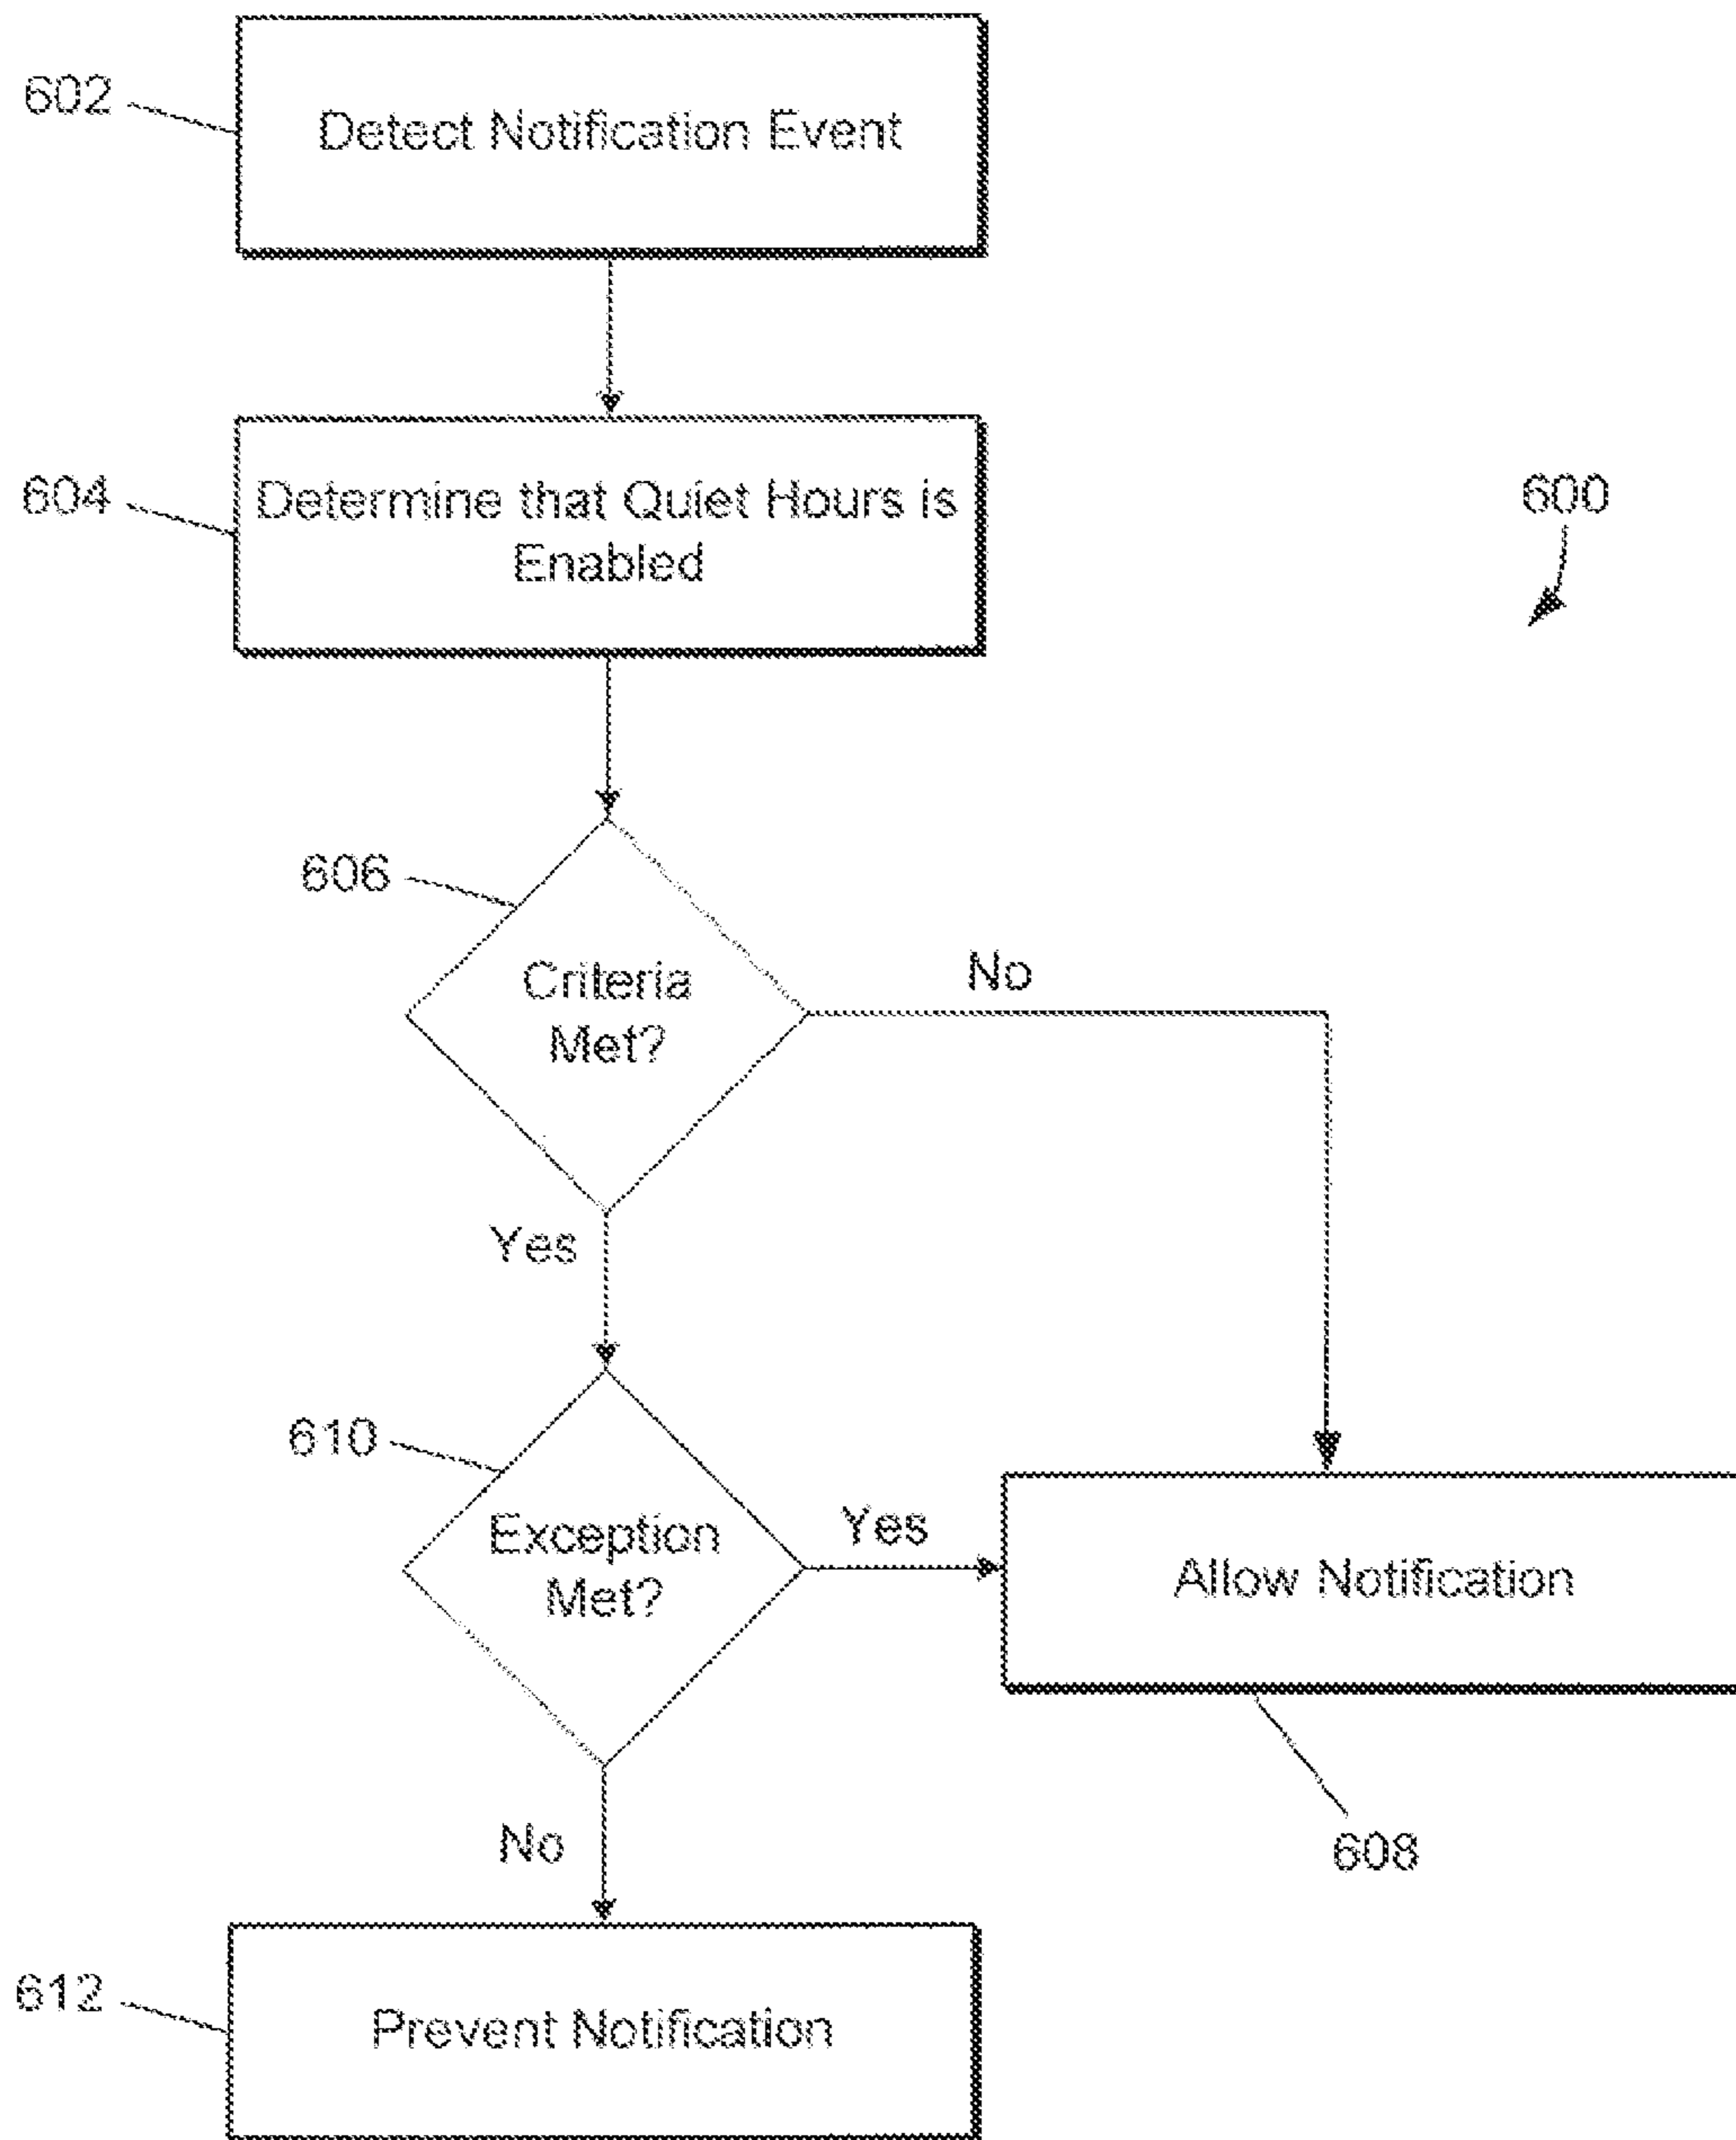 602
Detect Notification Event
604
Determine that Quiet Hours is
Enabled
600
606
Criteria
Met?
No
Yes
610
Exception
Met?
Yes
Allow Notification
No
608
612
Prevent Notification